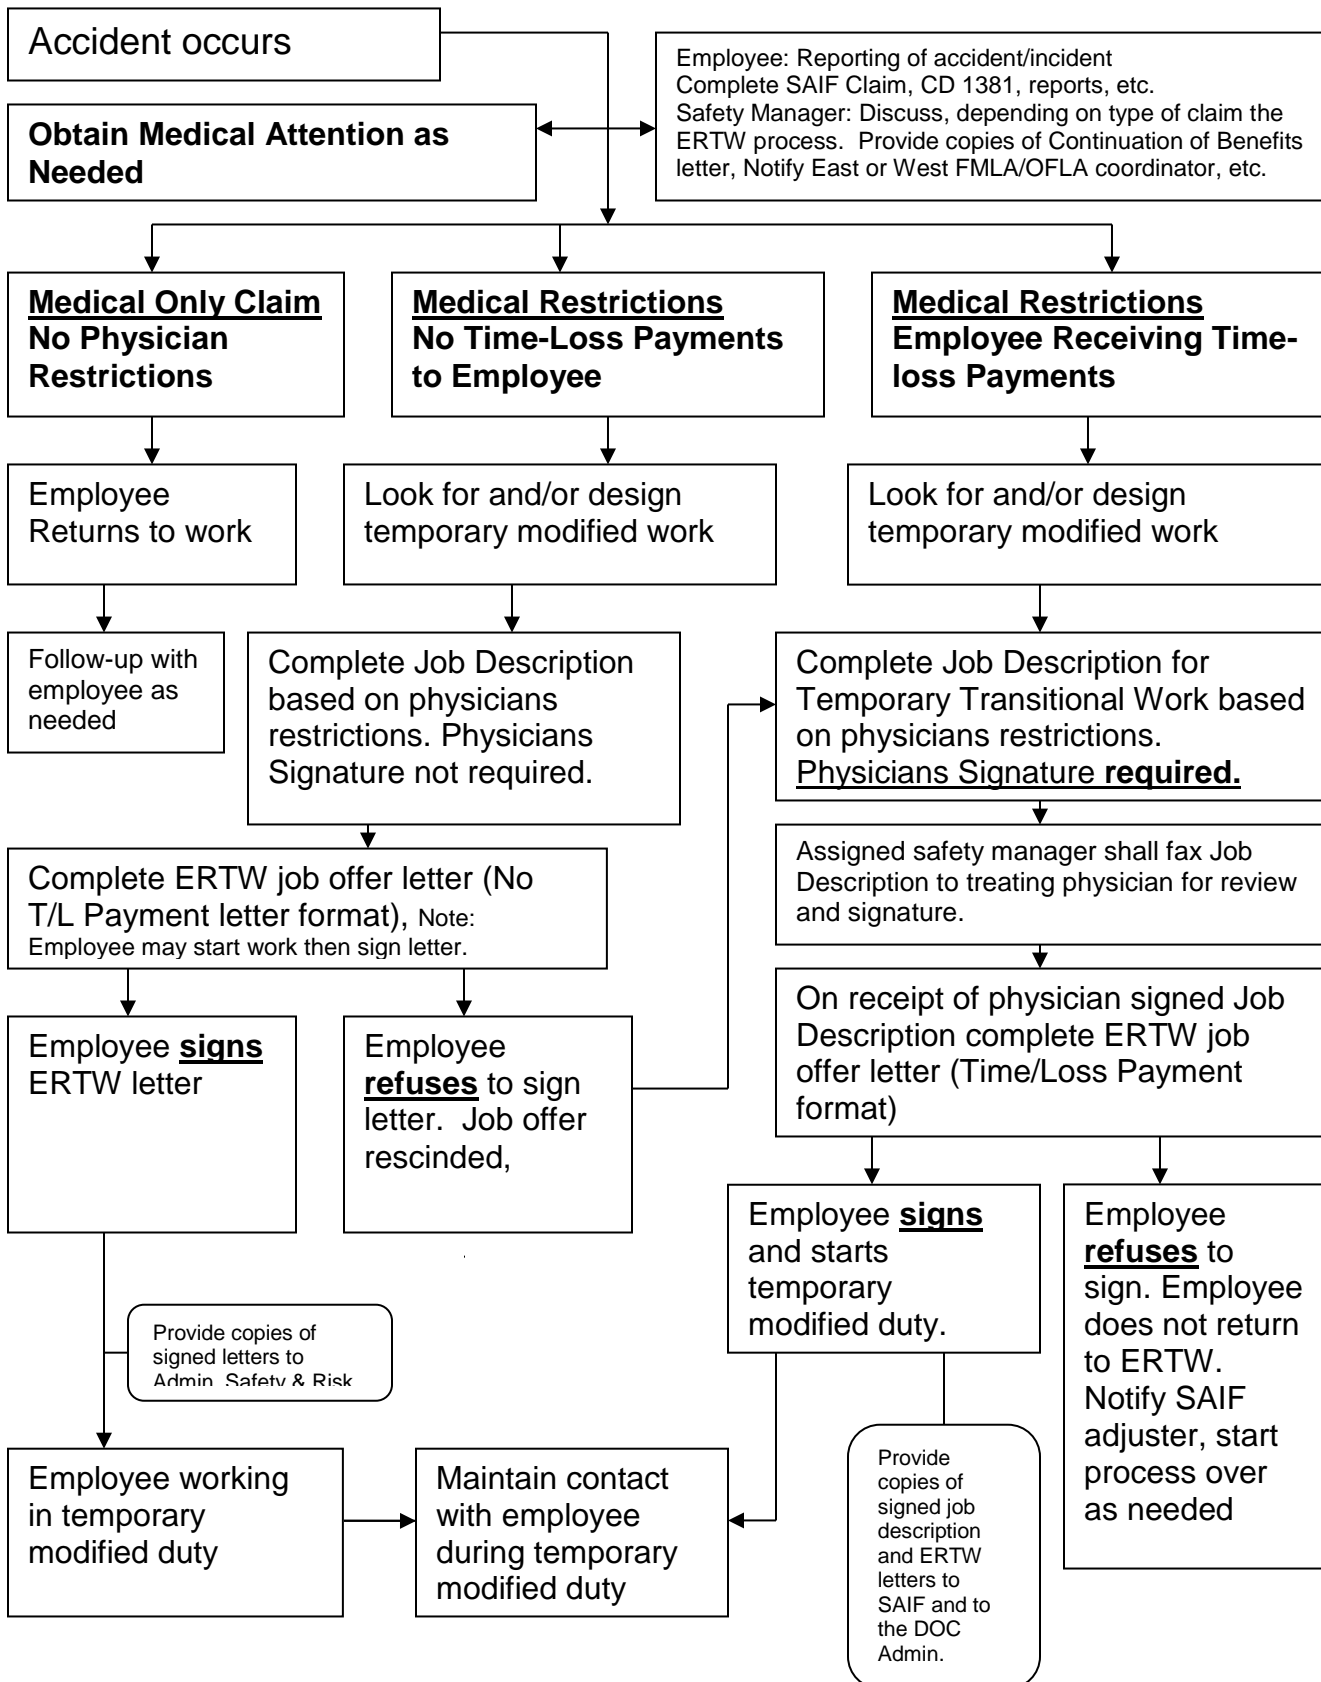 Accident occurs
Employee: Reporting of accident/incident
Complete SAIF Claim, CD 1381, reports, etc.
Safety Manager: Discuss, depending on type of claim the
ERTW process.  Provide copies of Continuation of Benefits
letter, Notify East or West FMLA/OFLA coordinator, etc.
Obtain Medical Attention as
Needed
Medical Only Claim
No Physician
Restrictions
Medical Restrictions
No Time-Loss Payments
to Employee
Medical Restrictions
Employee Receiving Time-
loss Payments
Employee
Returns to work
Look for and/or design
temporary modified work
Look for and/or design
temporary modified work
Follow-up with
employee as
needed
Complete Job Description
based on physicians
restrictions. Physicians
Signature not required.
Complete Job Description for
Temporary Transitional Work based
on physicians restrictions.
Physicians Signature required.
Assigned safety manager shall fax Job
Description to treating physician for review
and signature.
Complete ERTW job offer letter (No
T/L Payment letter format), Note:
Employee may start work then sign letter.
On receipt of physician signed Job
Description complete ERTW job
offer letter (Time/Loss Payment
format)
Employee signs
ERTW letter
Employee
refuses to sign
letter.  Job offer
rescinded,
Employee signs
and starts
temporary
modified duty.
Employee
refuses to
sign. Employee
does not return
to ERTW.
Notify SAIF
adjuster, start
process over
as needed
Provide copies of
signed letters to
Admin, Safety & Risk
Employee working
in temporary
modified duty
Maintain contact
with employee
during temporary
modified duty
Provide
copies of
signed job
description
and ERTW
letters to
SAIF and to
the DOC
Admin.